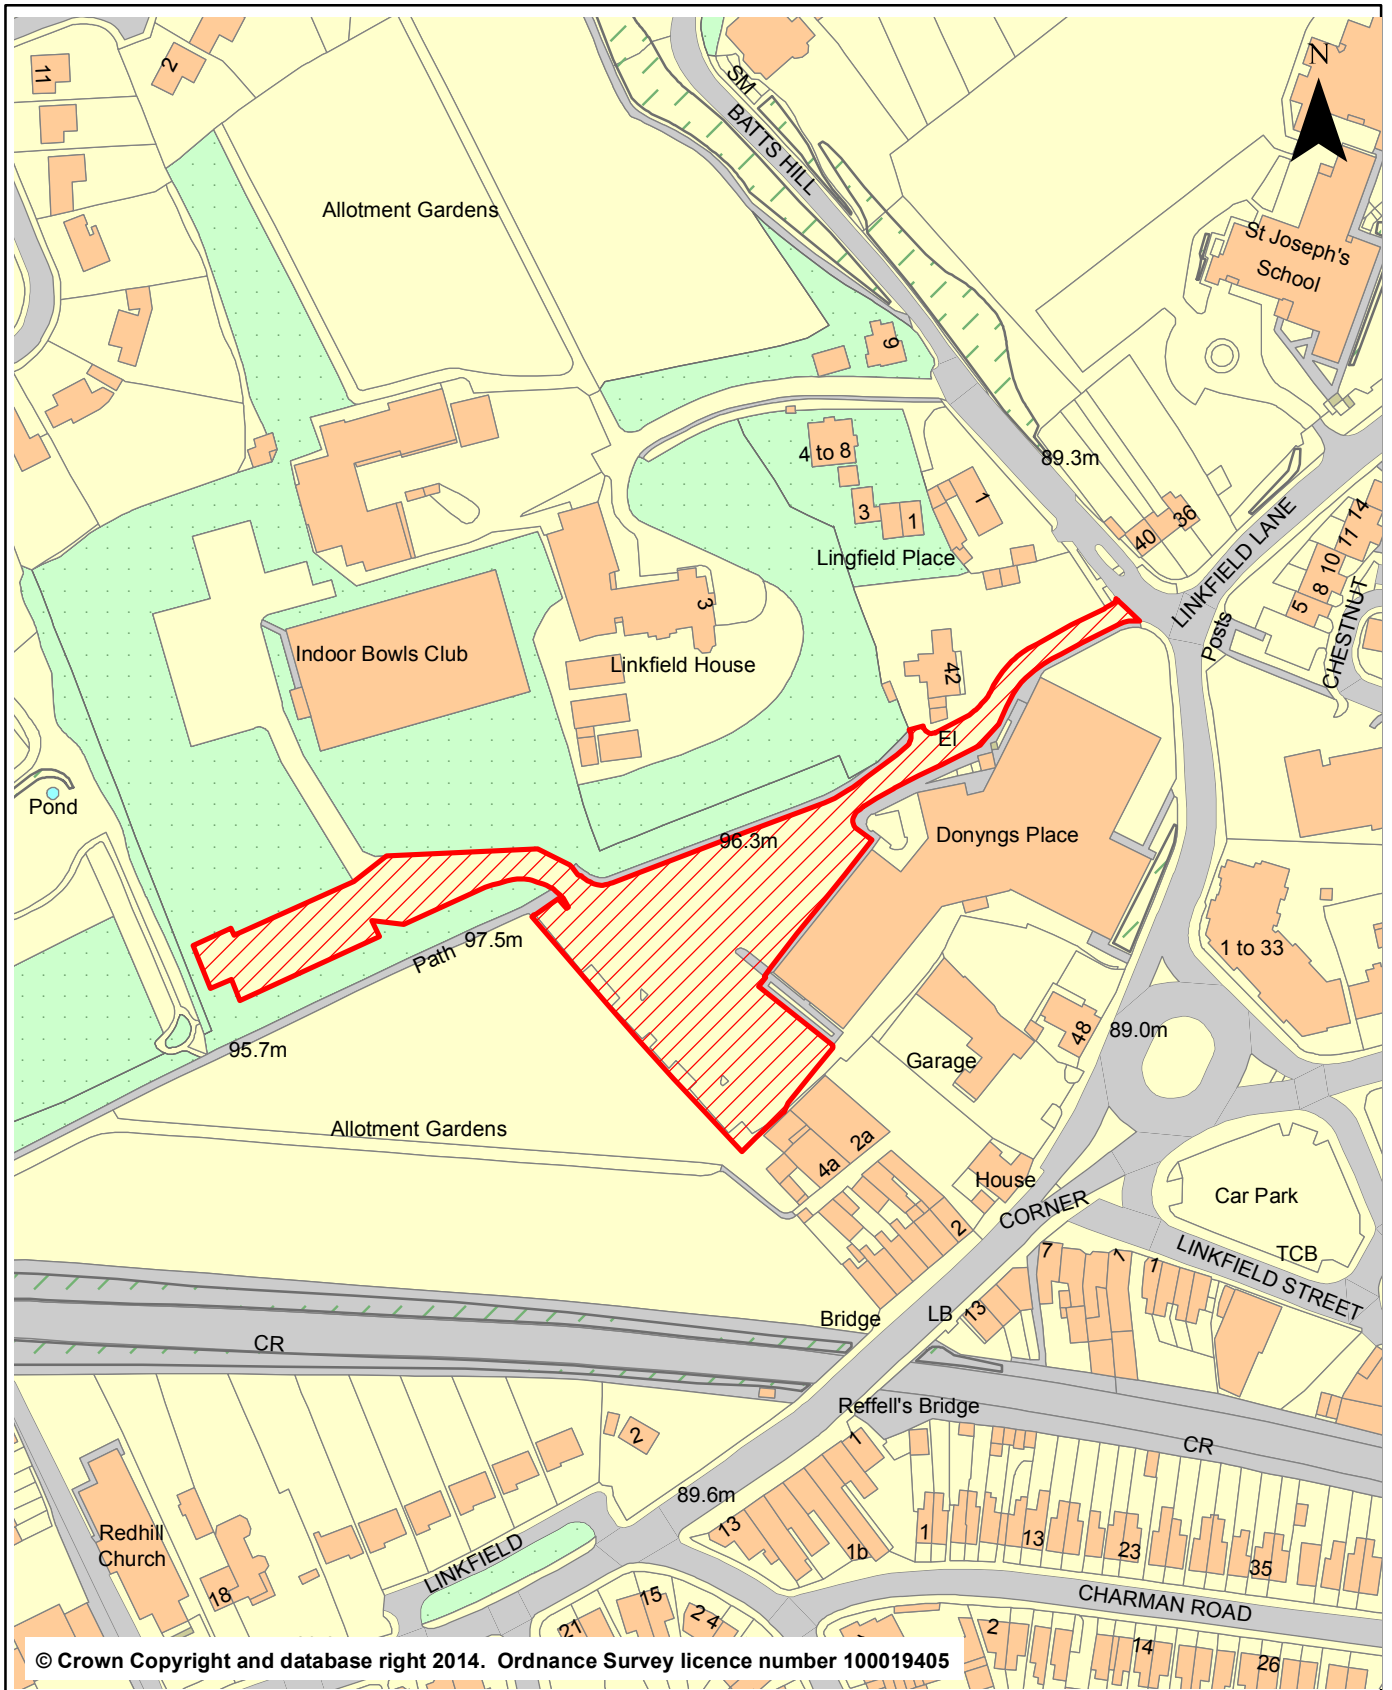 11
2
SM
BATTS HILL
N
Allotment Gardens
St Joseph's
School
9
4 to 8
3
1
1
89.3m
40
36
LINKFIELD LANE
14
11
10
8
5
CHESTNUT
Posts
Lingfield Place
3
Indoor Bowls Club
Linkfield House
42
El
Pond
96.3m
Donyngs Place
97.5m
Path
1 to 33
95.7m
48
89.0m
Garage
Allotment Gardens
2a
4a
House
Car Park
2
CORNER
TCB
LINKFIELD STREET
7
1
1
Bridge
LB
13
CR
Reffell's Bridge
CR
2
1
89.6m
13
1b
1
13
23
35
Redhill
Church
18
LINKFIELD
CHARMAN ROAD
21
15
2 4
2
14
26
© Crown Copyright and database right 2014. Ordnance Survey licence number 100019405